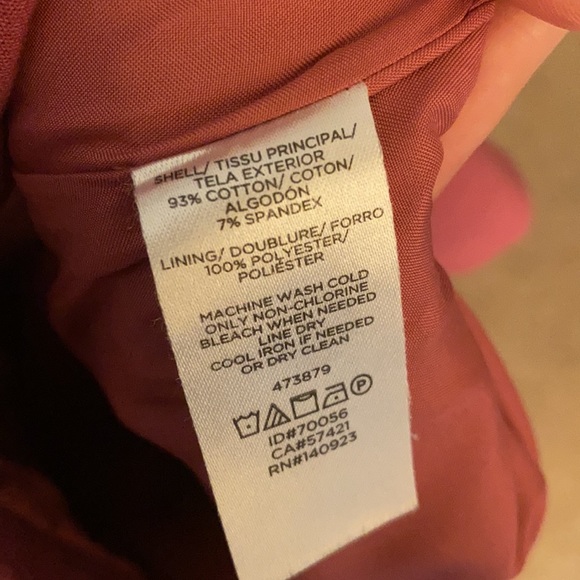 SHELL/ TISSU PRINCIPAL/
TELA EXTERIOR
93% COTTON/ COTON/
ALGODÓN
7% SPANDEX
LINING/ DOUBLURE/ FORRO
100% POLYESTER/
POLIÉSTER
MACHINE WASH COLD
ONLY NON-CHLORINE
BLEACH WHEN NEEDED
LINE DRY
COOL IRON IF NEEDED
OR DRY CLEAN
473879
P
ID#70056
CA#57421
RN#140923